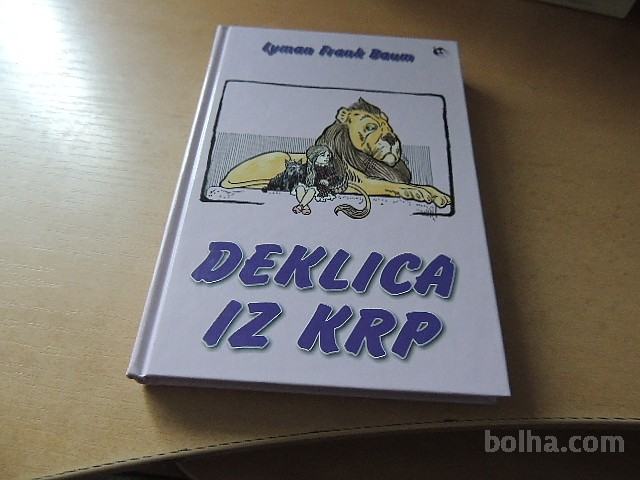 Lyman Frank Baum
DEKLICA
IZ KRP
bolha.com